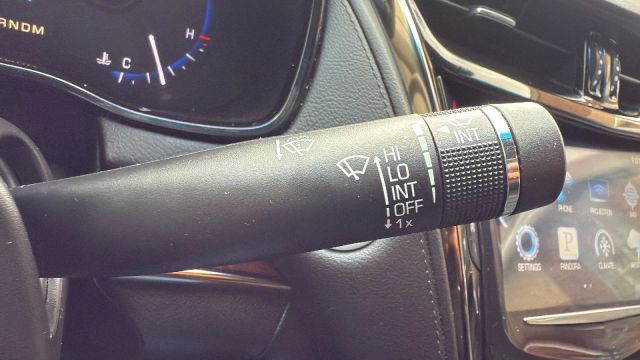 RNDM
C
H
INT
HI
LO
INT
OFF
1x
PHONE
PROJECTION
SETTINGS
PANDORA
CLIMATE